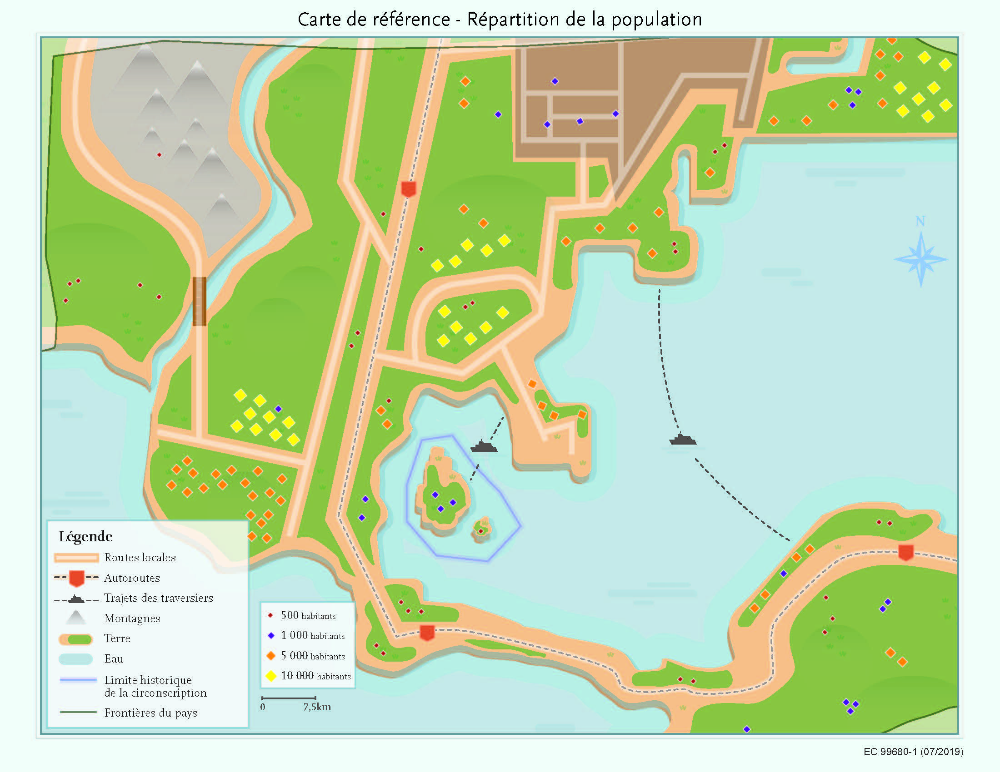 Carte de référence - Répartition de la population
N
Légende
Routes locales
Autoroutes
Trajets des traversiers
Montagnes
Terre
Eau
Limite historique
de la circonscription
Frontières du pays
500 habitants
1 000 habitants
5 000 habitants
10 000 habitants
0 7,5km
EC 99680-1 (07/2019)